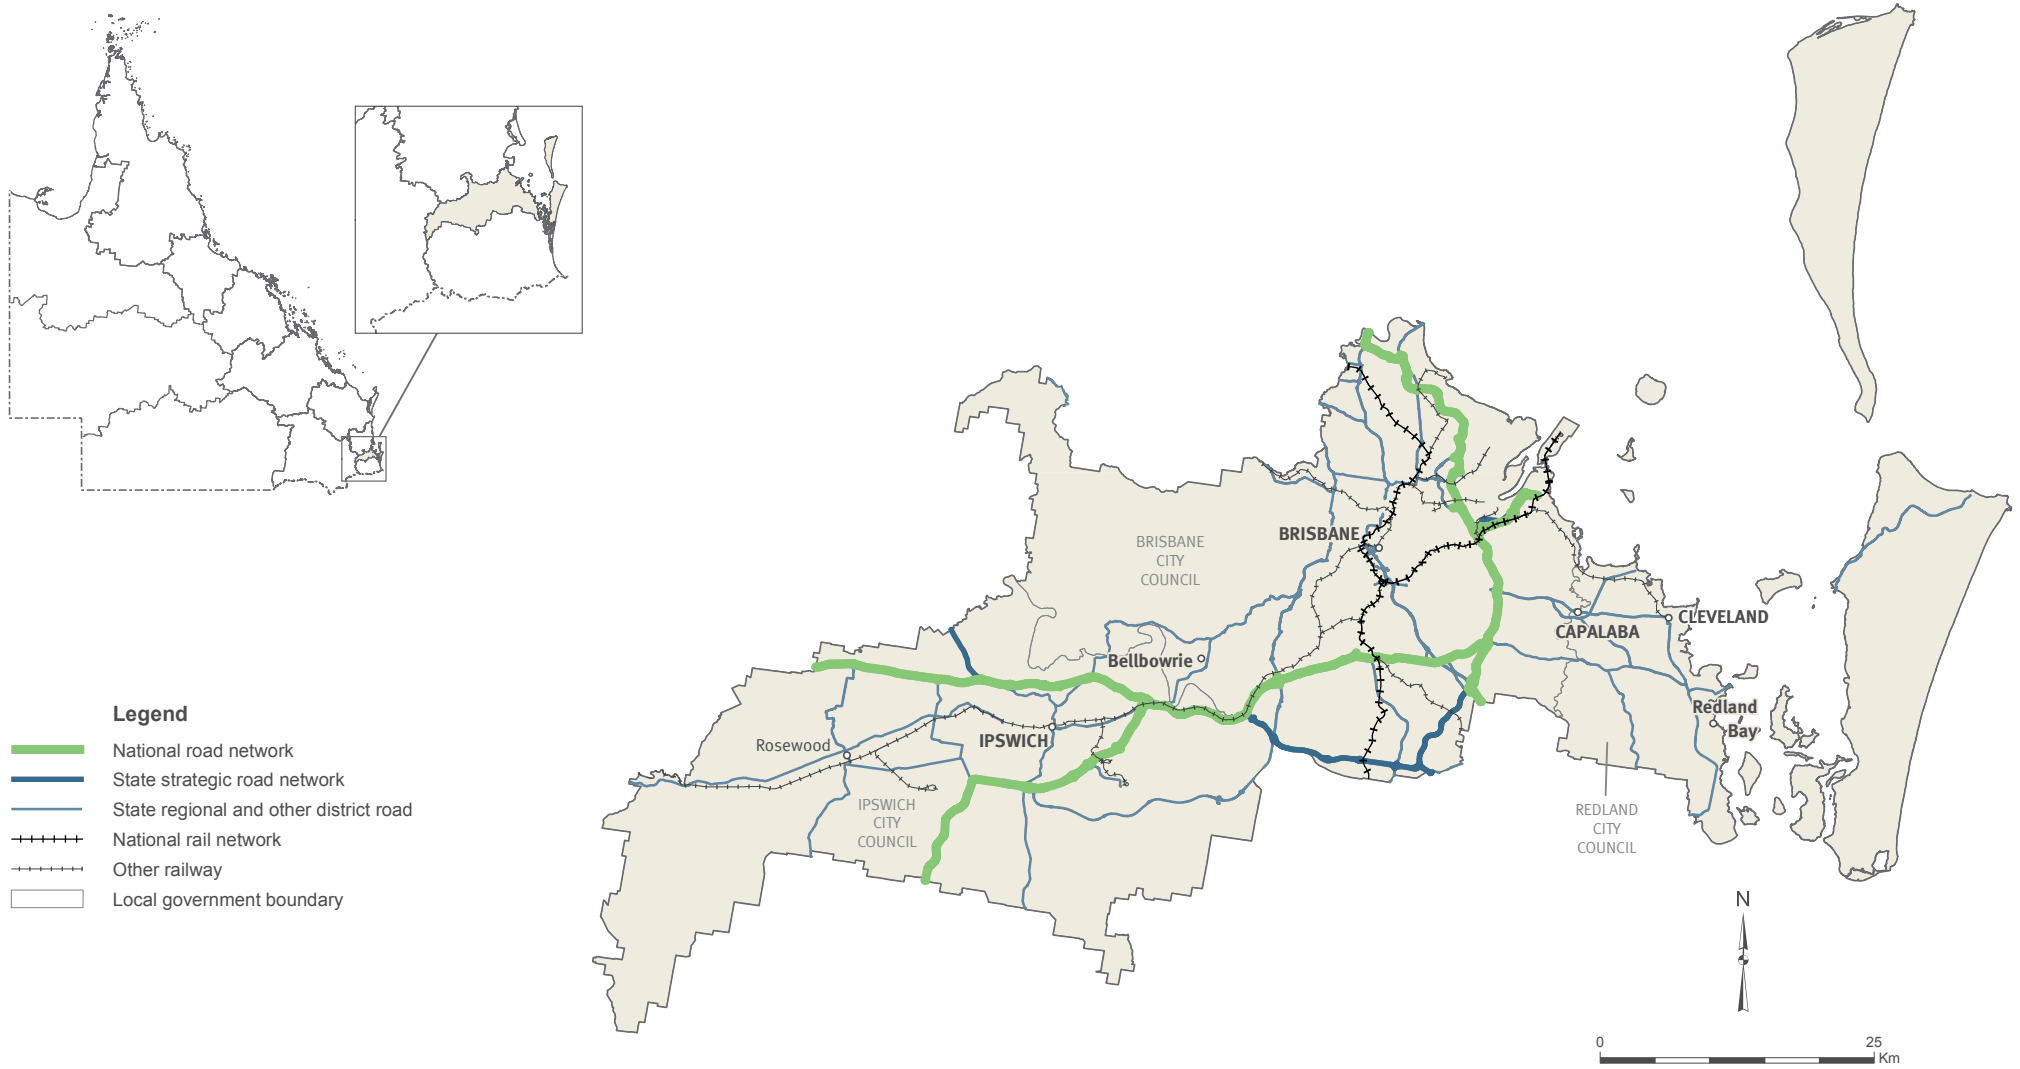 BRISBANE
BRISBANE
CITY
COUNCIL
CLEVELAND
CAPALABA
Bellbowrie
Redland
Bay
Rosewood
IPSWICH
IPSWICH
CITY
COUNCIL
REDLAND
CITY
COUNCIL
Legend
National road network
State strategic road network
State regional and other district road
National rail network
Other railway
Local government boundary
N
0 25
Km